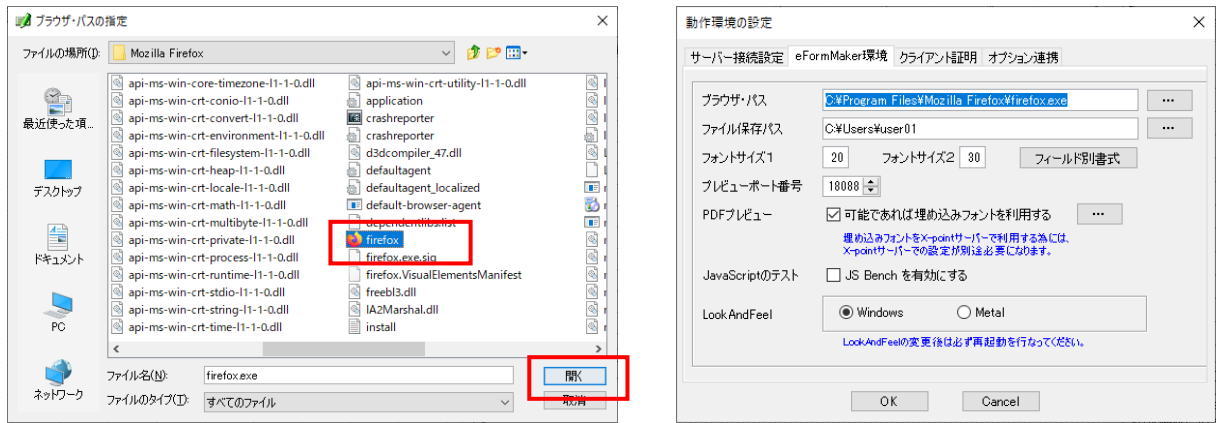 ブラウザ・パスの指定
ファイルの場所(I):
Mozilla Firefox
最近使った項...
デスクトップ
ドキュメント
PC
ネットワーク
api-ms-win-core-timezone-l1-1-0.dll
api-ms-win-crt-conio-l1-1-0.dll
api-ms-win-crt-convert-l1-1-0.dll
api-ms-win-crt-environment-l1-1-0.dll
api-ms-win-crt-filesystem-l1-1-0.dll
api-ms-win-crt-heap-l1-1-0.dll
api-ms-win-crt-locale-l1-1-0.dll
api-ms-win-crt-math-l1-1-0.dll
api-ms-win-crt-multibyte-l1-1-0.dll
api-ms-win-crt-private-l1-1-0.dll
api-ms-win-crt-process-l1-1-0.dll
api-ms-win-crt-runtime-l1-1-0.dll
api-ms-win-crt-stdio-l1-1-0.dll
api-ms-win-crt-string-l1-1-0.dll
api-ms-win-crt-time-l1-1-0.dll
api-ms-win-crt-utility-l1-1-0.dll
application
crashreporter
crashreporter
d3dcompiler_47.dll
defaultagent
defaultagent_localized
default-browser-agent
dependentlibs.list
firefox
firefox.exe.sig
firefox.VisualElementsManifest
freebl3.dll
IA2Marshal.dll
install
ファイル名(N):
firefox.exe
開く
ファイルのタイプ(T):
すべてのファイル
取消
動作環境の設定
サーバー接続設定 eFormMaker環境 クライアント証明 オプション連携
ブラウザ・パス C:¥Program Files¥Mozilla Firefox¥firefox.exe ...
ファイル保存パス C:¥Users¥user01 ...
フォントサイズ1 20 フォントサイズ2 30 フィールド別書式
プレビューポート番号 18088
PDFプレビュー 可能であれば埋め込みフォントを利用する ...
埋め込みフォントをX-pointサーバーで利用する為には、
X-pointサーバーでの設定が別途必要になります。
JavaScriptのテスト JS Bench を有効にする
LookAndFeel Windows Metal
LookAndFeelの変更後は必ず再起動を行なってください。
OK Cancel